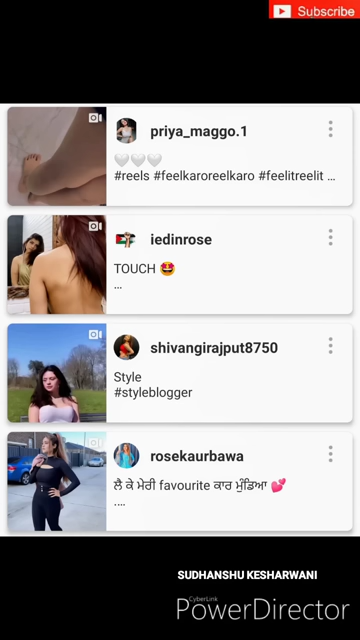 Subscribe
priya_maggo.1
🤍🤍🤍
#reels #feelkaroreelkaro #feelitreelit ...
iedinrose
TOUCH 🤩
...
shivangirajput8750
Style
#styleblogger
rosekaurbawa
ਲੈ ਕੇ ਮੇਰੀ favourite ਕਾਰ ਮੁੰਡਿਆ 💕
.…
SUDHANSHU KESHARWANI
CyberLink
PowerDirector